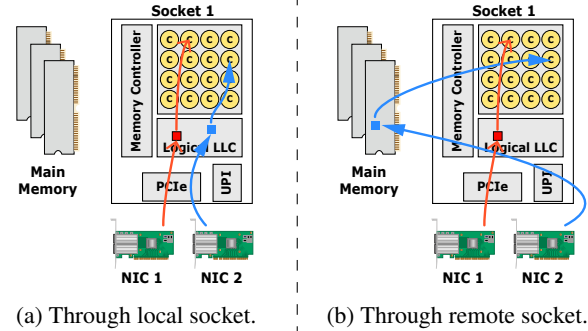 Socket 1
Memory Controller
C C C C
C C C C
C C C C
C C C C
Logical LLC
PCIe
UPI
Main
Memory
NIC 1
NIC 2
(a) Through local socket.
Socket 1
Memory Controller
C C C C
C C C C
C C C C
C C C C
Logical LLC
PCIe
UPI
Main
Memory
NIC 1
NIC 2
(b) Through remote socket.